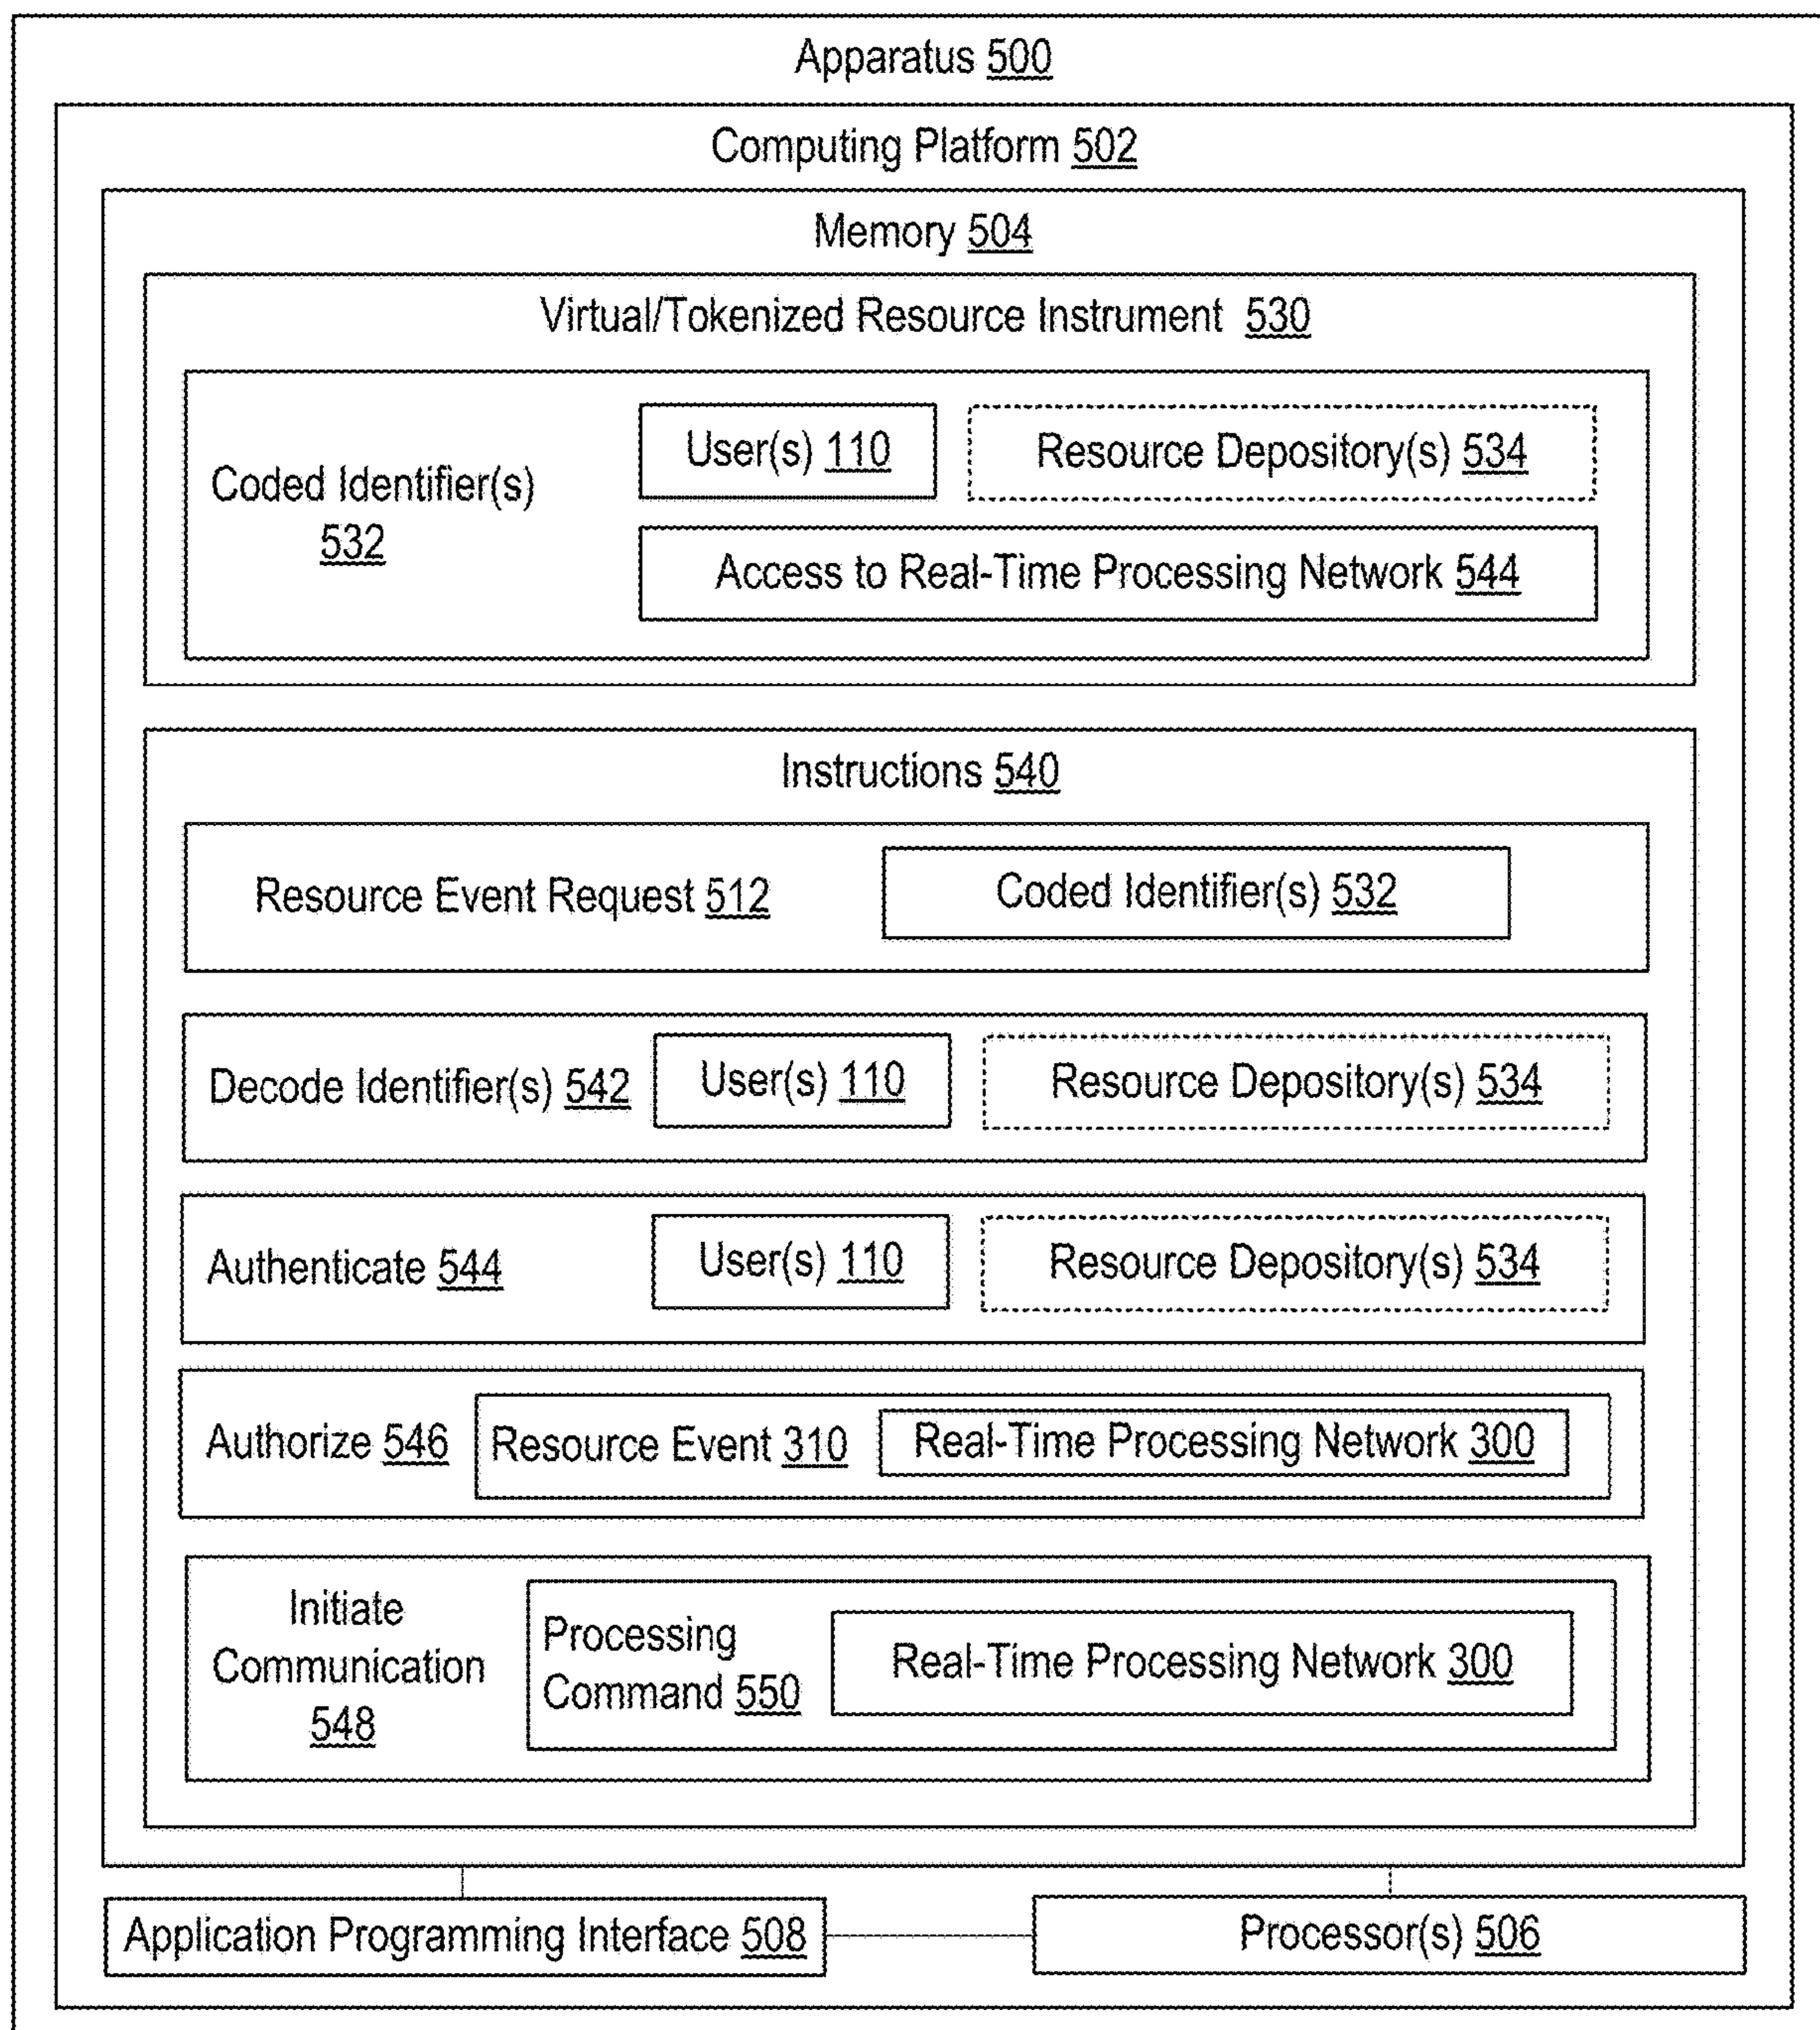 Apparatus 500
Computing Platform 502
Memory 504
Virtual/Tokenized Resource Instrument 530
Coded Identifier(s)
532
User(s) 110
Resource Depository(s) 534
Access to Real-Time Processing Network 544
Instructions 540
Resource Event Request 512
Coded Identifier(s) 532
Decode Identifier(s) 542
User(s) 110
Resource Depository(s) 534
Authenticate 544
User(s) 110
Resource Depository(s) 534
Authorize 546
Resource Event 310
Real-Time Processing Network 300
Initiate
Communication
548
Processing
Command 550
Real-Time Processing Network 300
Application Programming Interface 508
Processor(s) 506